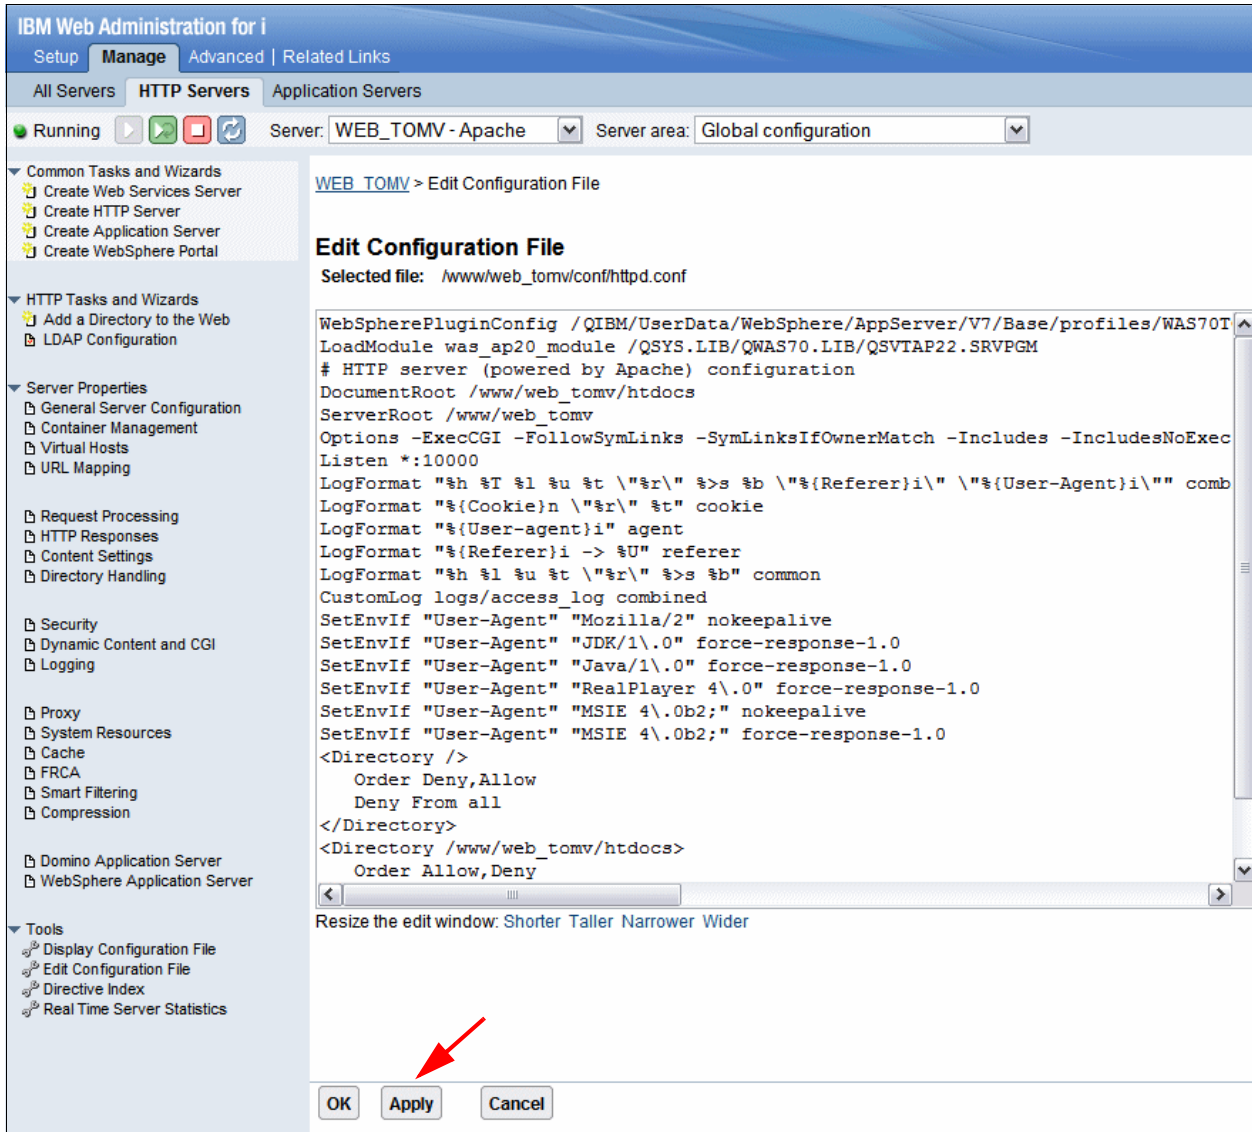 IBM Web Administration for i
Setup Manage Advanced | Related Links
All Servers HTTP Servers Application Servers
Running Server: WEB_TOMV - Apache Server area: Global configuration
Common Tasks and Wizards
Create Web Services Server
Create HTTP Server
Create Application Server
Create WebSphere Portal
HTTP Tasks and Wizards
Add a Directory to the Web
LDAP Configuration
Server Properties
General Server Configuration
Container Management
Virtual Hosts
URL Mapping
Request Processing
HTTP Responses
Content Settings
Directory Handling
Security
Dynamic Content and CGI
Logging
Proxy
System Resources
Cache
FRCA
Smart Filtering
Compression
Domino Application Server
WebSphere Application Server
Tools
Display Configuration File
Edit Configuration File
Directive Index
Real Time Server Statistics
WEB_TOMV > Edit Configuration File
Edit Configuration File
Selected file: /www/web_tomv/conf/httpd.conf
WebSpherePluginConfig /QIBM/UserData/WebSphere/AppServer/V7/Base/profiles/WAS70T
LoadModule was_ap20_module /QSYS.LIB/QWAS70.LIB/QSVTAP22.SRVPGM
# HTTP server (powered by Apache) configuration
DocumentRoot /www/web_tomv/htdocs
ServerRoot /www/web_tomv
Options -ExecCGI -FollowSymLinks -SymLinksIfOwnerMatch -Includes -IncludesNoExec
Listen *:10000
LogFormat "%h %T %l %u %t \"%r\" %>s %b \"%{Referer}i\" \"%{User-Agent}i\"" comb
LogFormat "%{Cookie}n \"%r\" %t" cookie
LogFormat "%{User-agent}i" agent
LogFormat "%{Referer}i -> %U" referer
LogFormat "%h %l %u %t \"%r\" %>s %b" common
CustomLog logs/access_log combined
SetEnvIf "User-Agent" "Mozilla/2" nokeepalive
SetEnvIf "User-Agent" "JDK/1\.0" force-response-1.0
SetEnvIf "User-Agent" "Java/1\.0" force-response-1.0
SetEnvIf "User-Agent" "RealPlayer 4\.0" force-response-1.0
SetEnvIf "User-Agent" "MSIE 4\.0b2;" nokeepalive
SetEnvIf "User-Agent" "MSIE 4\.0b2;" force-response-1.0
<Directory />
Order Deny,Allow
Deny From all
</Directory>
<Directory /www/web_tomv/htdocs>
Order Allow,Deny
Resize the edit window: Shorter Taller Narrower Wider
OK Apply Cancel